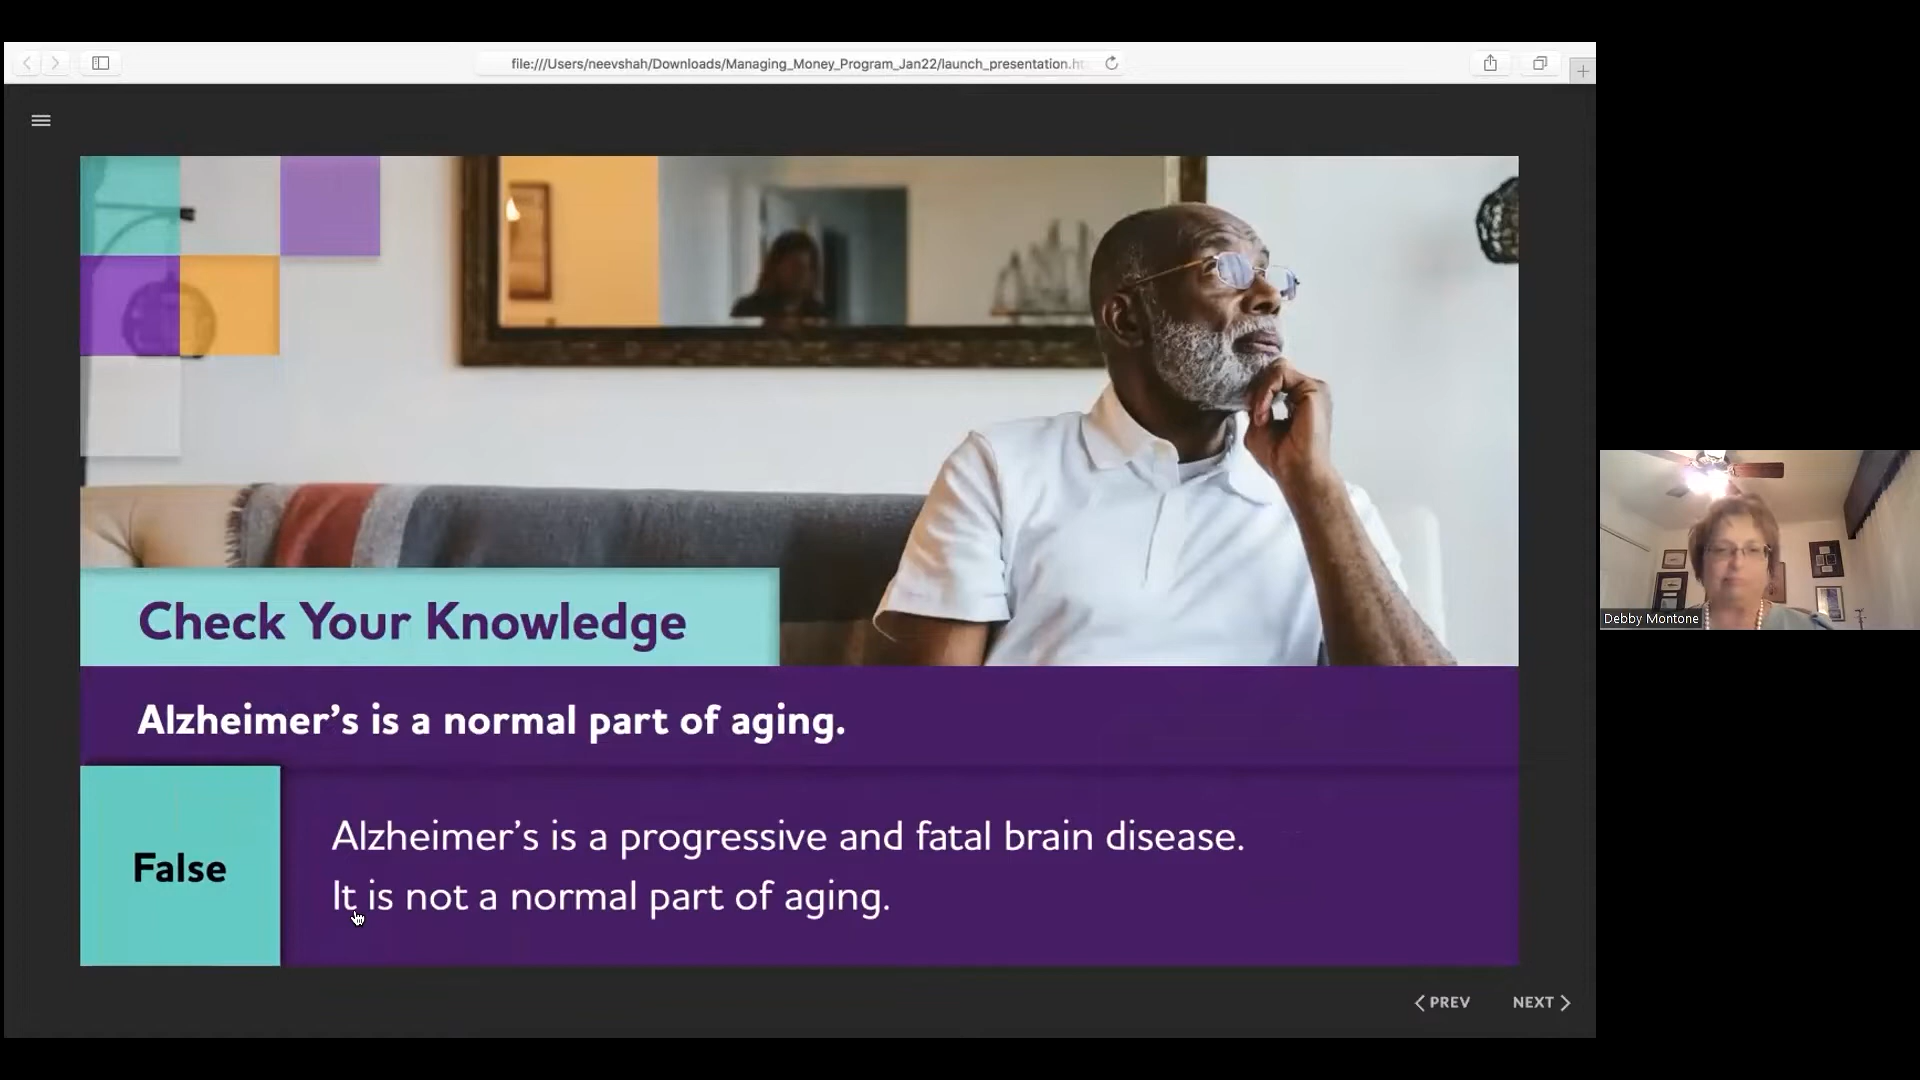 file:///Users/neevshah/Downloads/Managing_Money_Program_Jan22/launch_presentation.ht
Check Your Knowledge
Alzheimer’s is a normal part of aging.
False
Alzheimer’s is a progressive and fatal brain disease.
It is not a normal part of aging.
PREV
NEXT
Debby Montone